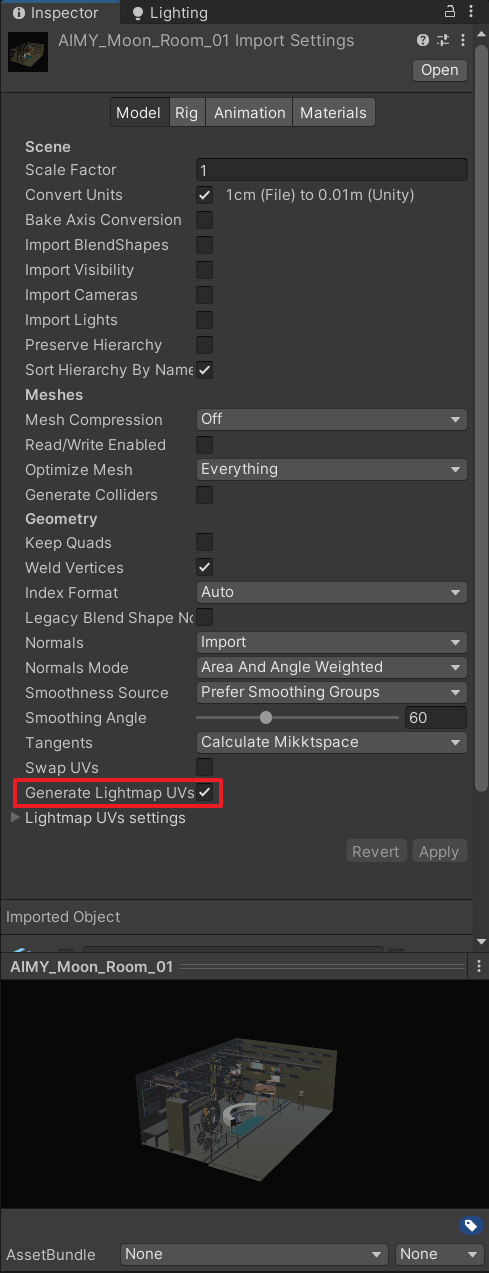 Inspector Lighting
AIMY_Moon_Room_01 Import Settings
Open
Model Rig Animation Materials
Scene
Scale Factor 1
Convert Units 1cm (File) to 0.01m (Unity)
Bake Axis Conversion
Import BlendShapes
Import Visibility
Import Cameras
Import Lights
Preserve Hierarchy
Sort Hierarchy By Name
Meshes
Mesh Compression Off
Read/Write Enabled
Optimize Mesh Everything
Generate Colliders
Geometry
Keep Quads
Weld Vertices
Index Format Auto
Legacy Blend Shape No
Normals Import
Normals Mode Area And Angle Weighted
Smoothness Source Prefer Smoothing Groups
Smoothing Angle 60
Tangents Calculate Mikktspace
Swap UVs
Generate Lightmap UVs
Lightmap UVs settings
Revert Apply
Imported Object
AIMY_Moon_Room_01
AssetBundle None None